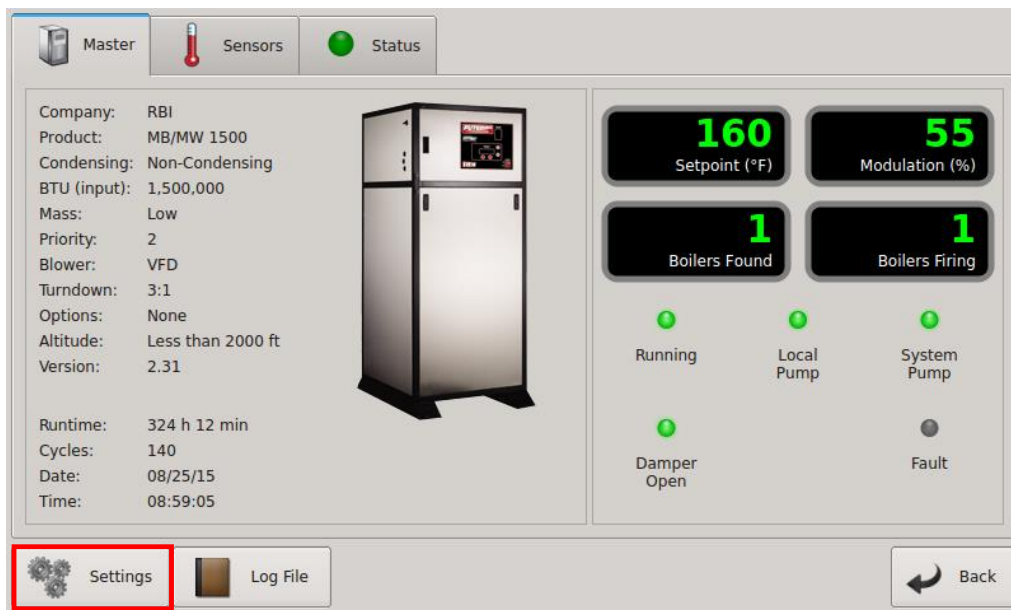 Master
Sensors
Status
Company: RBI
Product: MB/MW 1500
Condensing: Non-Condensing
BTU (input): 1,500,000
Mass: Low
Priority: 2
Blower: VFD
Turndown: 3:1
Options: None
Altitude: Less than 2000 ft
Version: 2.31
Runtime: 324 h 12 min
Cycles: 140
Date: 08/25/15
Time: 08:59:05
160
Setpoint (°F)
55
Modulation (%)
1
Boilers Found
1
Boilers Firing
Running
Local
Pump
System
Pump
Damper
Open
Fault
Settings
Log File
Back